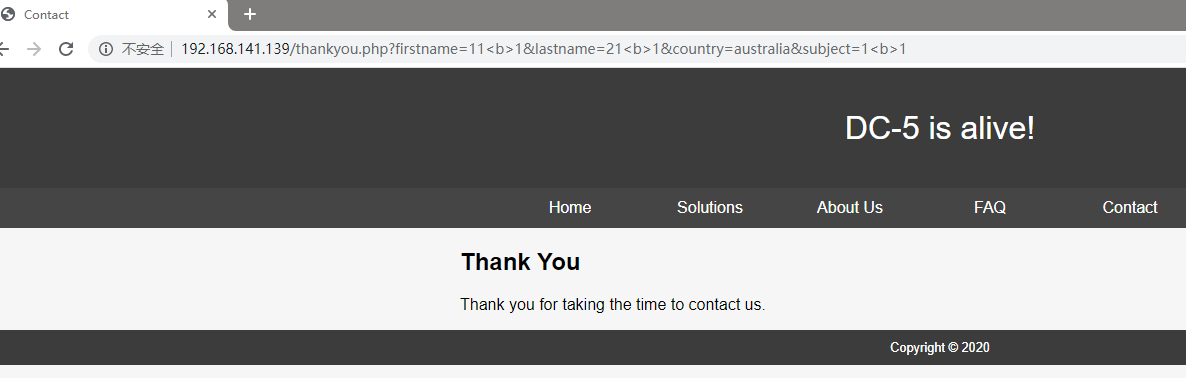 Contact
不安全 192.168.141.139/thankyou.php?firstname=11<b>1&lastname=21<b>1&country=australia&subject=1<b>1
DC-5 is alive!
Home Solutions About Us FAQ Contact
Thank You
Thank you for taking the time to contact us.
Copyright © 2020